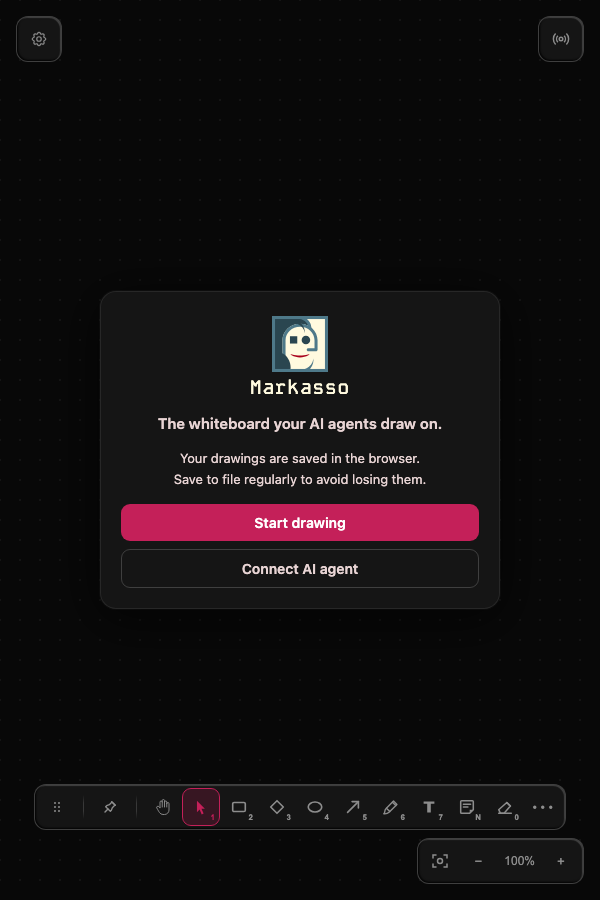 Markasso
The whiteboard your AI agents draw on.
Your drawings are saved in the browser.
Save to file regularly to avoid losing them.
Start drawing
Connect AI agent
1 2 3 4 5 6 T 7 N 0
100%